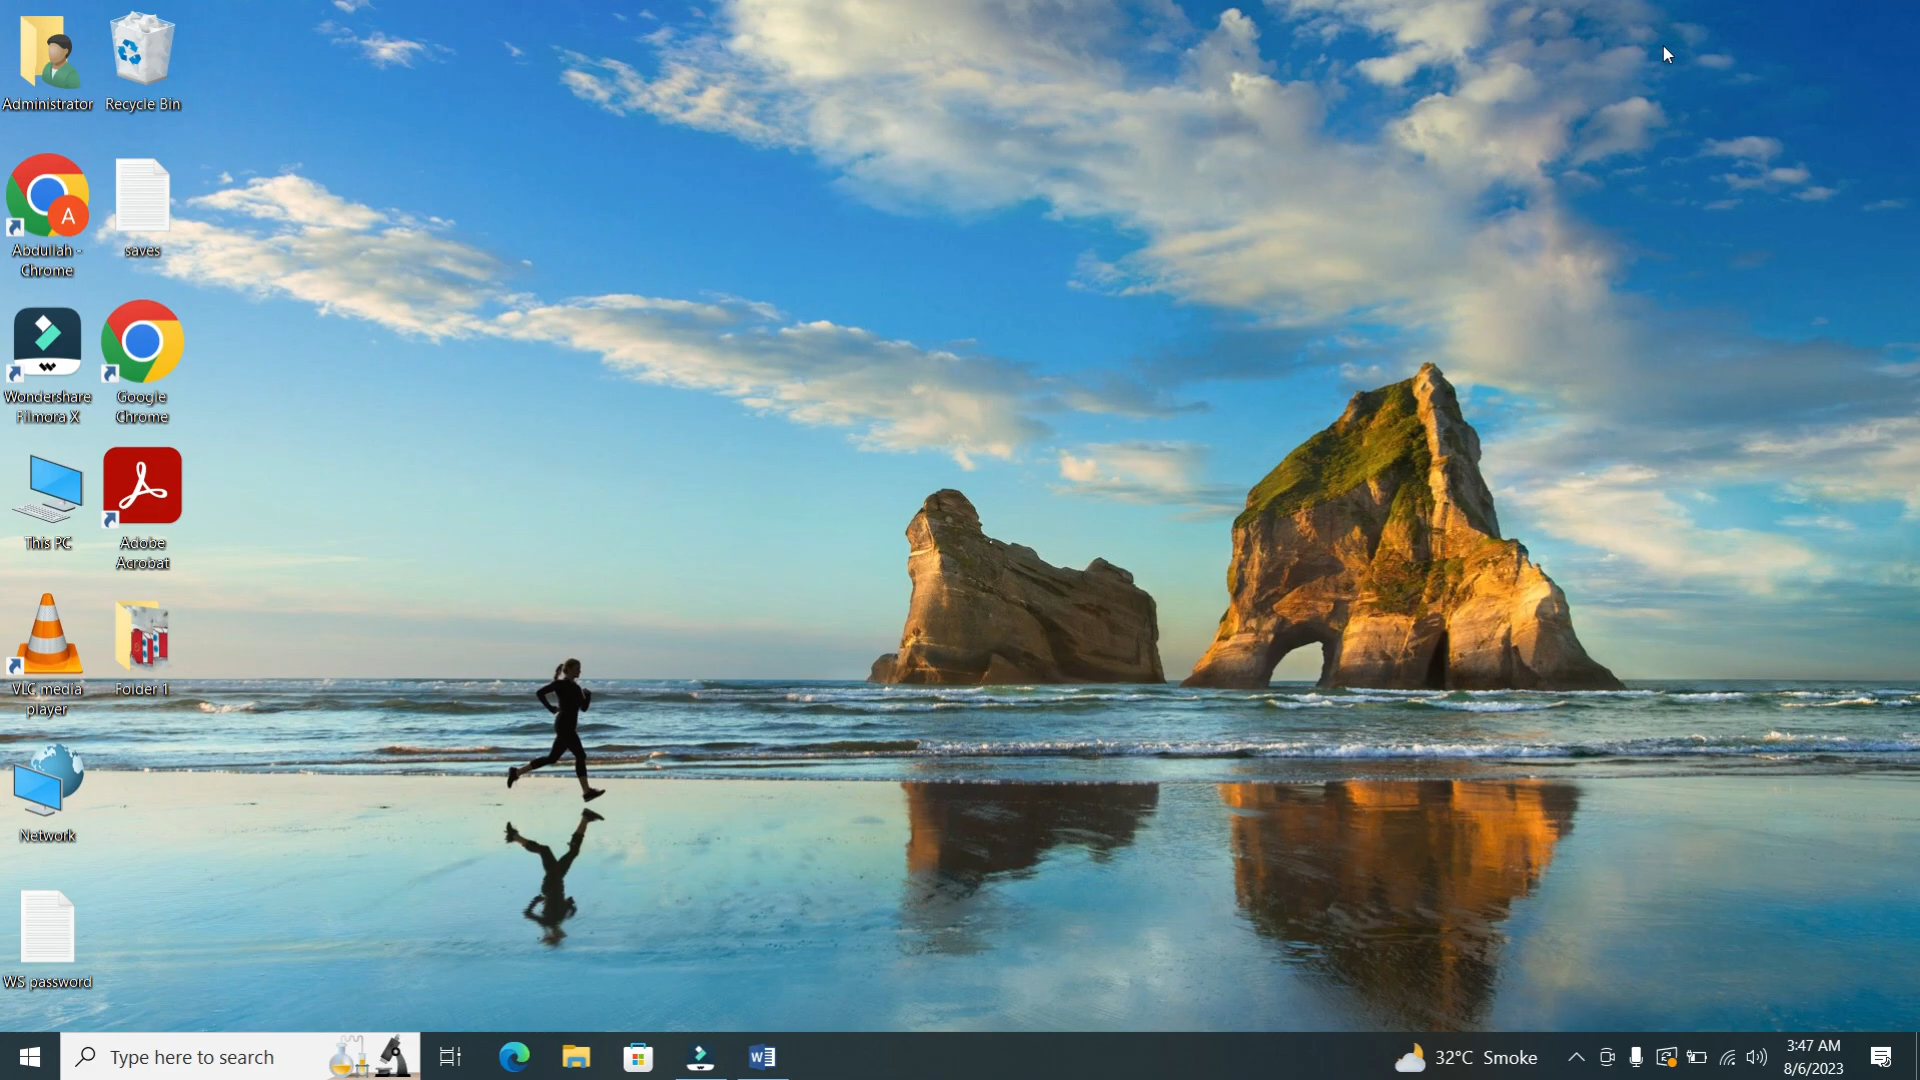 Administrator
Recycle Bin
A
Abdullah -
Chrome
saves
Wondershare
Filmora X
Google
Chrome
This PC
Adobe
Acrobat
VLC media
player
Folder 1
Network
WS password
Type here to search
W
32°C Smoke
3:47 AM
8/6/2023